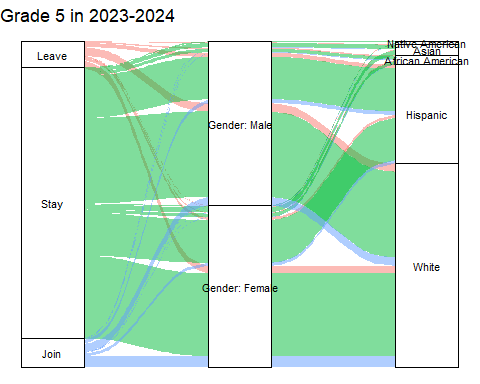 Grade 5 in 2023-2024
Native American
Asian
Leave
African American
Hispanic
Gender: Male
Stay
White
Gender: Female
Join